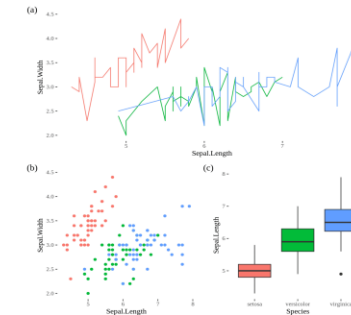 (a)
4.5
4.0
3.5
3.0
2.5
2.0
Sepal.Width
5
6
7
Sepal.Length
(b)
4.5
4.0
3.5
3.0
2.5
2.0
Sepal.Width
5
6
7
8
Sepal.Length
(c)
8
7
6
5
Sepal.Length
setosa
versicolor
virginica
Species